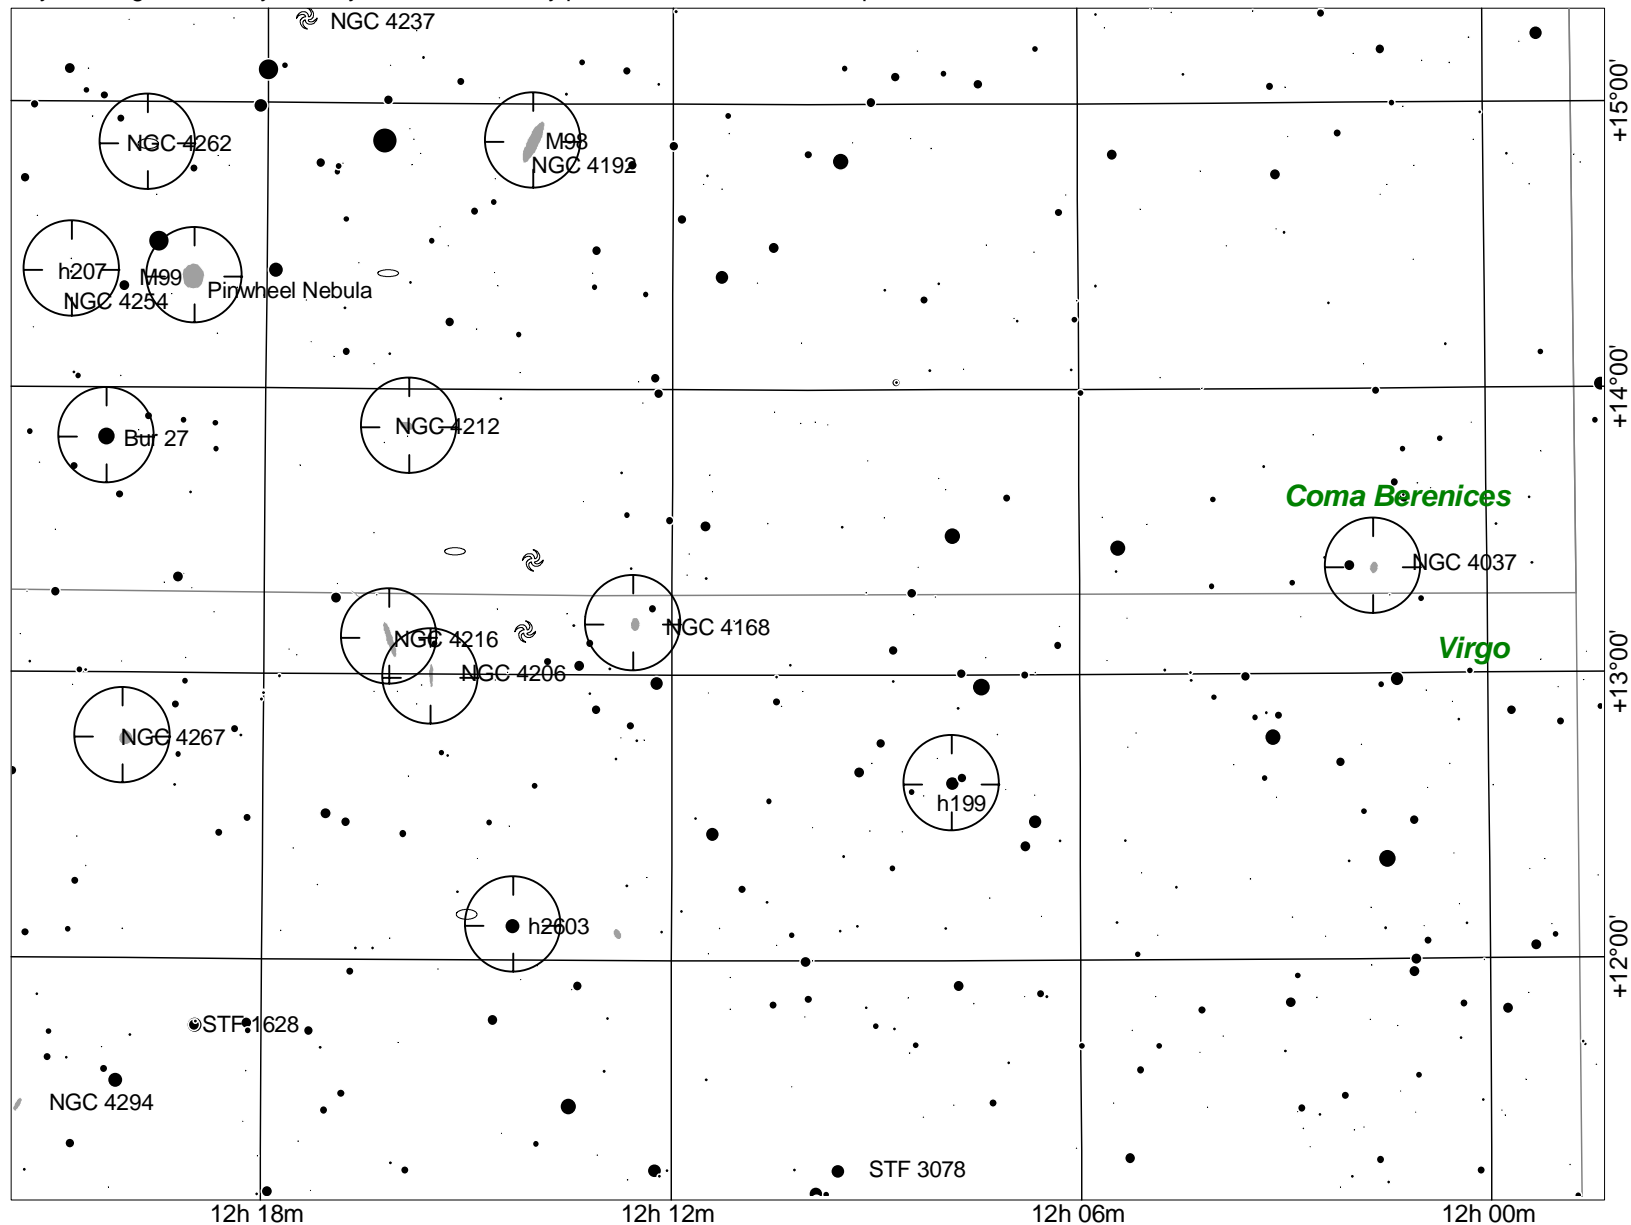 NGC 4237
+15°00'
NGC 4262
M98
NGC 4192
h207
M99
NGC 4254
Pinwheel Nebula
+14°00'
Bur 27
NGC 4212
Coma Berenices
NGC 4037
NGC 4216
NGC 4168
Virgo
NGC 4206
+13°00'
NGC 4267
h199
h2603
+12°00'
STF 1628
NGC 4294
STF 3078
12h 18m
12h 12m
12h 06m
12h 00m